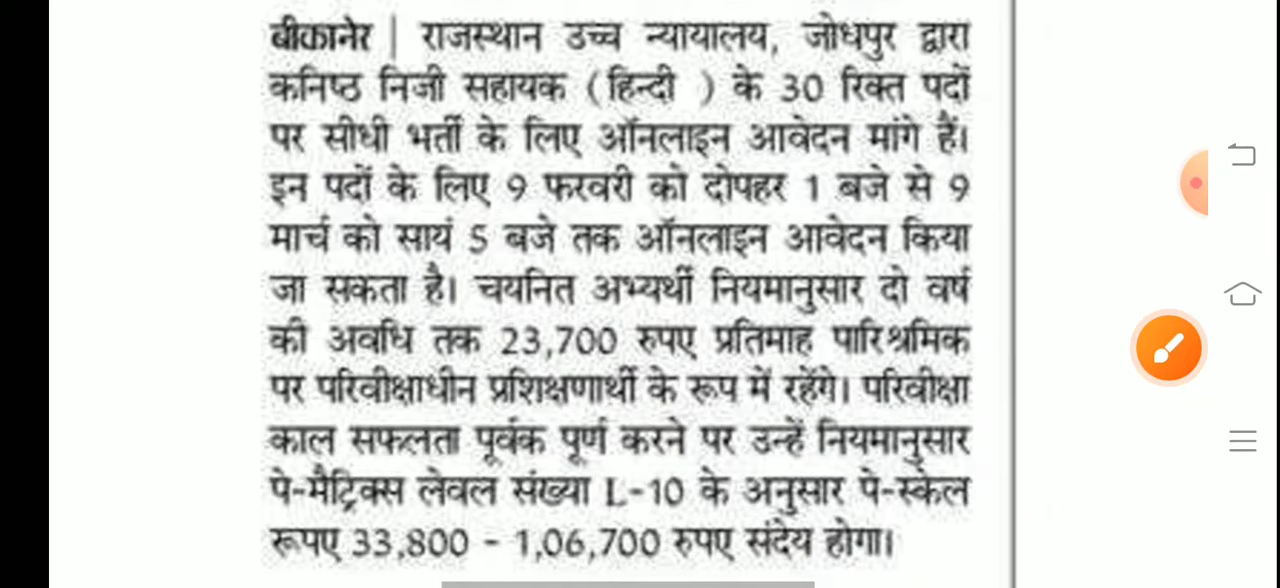 बीकानेर | राजस्थान उच्च न्यायालय, जोधपुर द्वारा
कनिष्ठ निजी सहायक (हिन्दी ) के 30 रिक्त पदों
पर सीधी भर्ती के लिए ऑनलाइन आवेदन मांगे हैं।
इन पदों के लिए 9 फरवरी को दोपहर 1 बजे से 9
मार्च को सायं 5 बजे तक ऑनलाइन आवेदन किया
जा सकता है। चयनित अभ्यर्थी नियमानुसार दो वर्ष
की अवधि तक 23,700 रुपए प्रतिमाह पारिश्रमिक
पर परिवीक्षाधीन प्रशिक्षणार्थी के रूप में रहेंगे। परिवीक्षा
काल सफलता पूर्वक पूर्ण करने पर उन्हें नियमानुसार
पे-मैट्रिक्स लेवल संख्या L-10 के अनुसार पे-स्केल
रूपए 33,800 - 1,06,700 रुपए संदेय होगा।